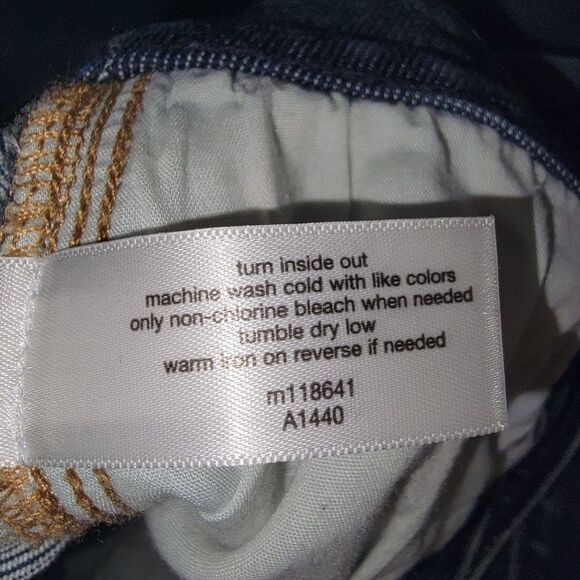 turn inside out
machine wash cold with like colors
only non-chlorine bleach when needed
tumble dry low
warm iron on reverse if needed
rn118641
A1440